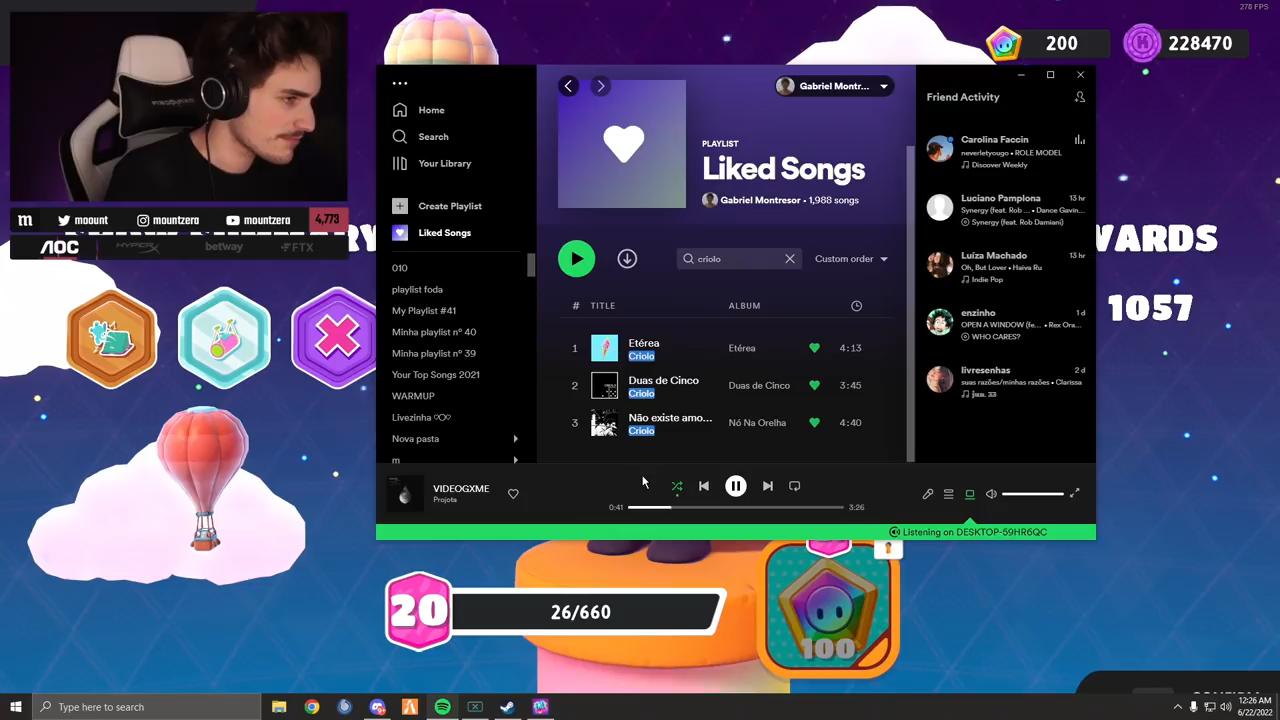 278 FPS
200
228470
m
moount
mountzera
mountzera
4,773
AOC
HYPERX
betway
FTX
WARDS
1057
Home
Search
Your Library
Create Playlist
Liked Songs
010
playlist foda
My Playlist #41
Minha playlist nº 40
Minha playlist nº 39
Your Top Songs 2021
WARMUP
Livezinha ♡♡
Nova pasta
m
Gabriel Montr...
PLAYLIST
Liked Songs
Gabriel Montresor • 1,988 songs
criolo
Custom order
# TITLE ALBUM
1 Etérea Etérea 4:13
Criolo
2 Duas de Cinco Duas de Cinco 3:45
Criolo
3 Não existe amo... Nó Na Orelha 4:40
Criolo
Friend Activity
Carolina Faccin
neverletyougo • ROLE MODEL
Discover Weekly
Luciano Pamplona 13 hr
Synergy (feat. Rob ... • Dance Gavin...
Synergy (feat. Rob Damiani)
Luíza Machado 13 hr
Oh, But Lover • Haiva Ru
Indie Pop
enzinho 1 d
OPEN A WINDOW (fe... • Rex Ora...
WHO CARES?
livresenhas 2 d
suas razões/minhas razões • Clarissa
VIDEOGXME
Projota
0:41
3:26
Listening on DESKTOP-59HR6QC
20
26/660
100
Type here to search
12:26 AM
6/22/2022